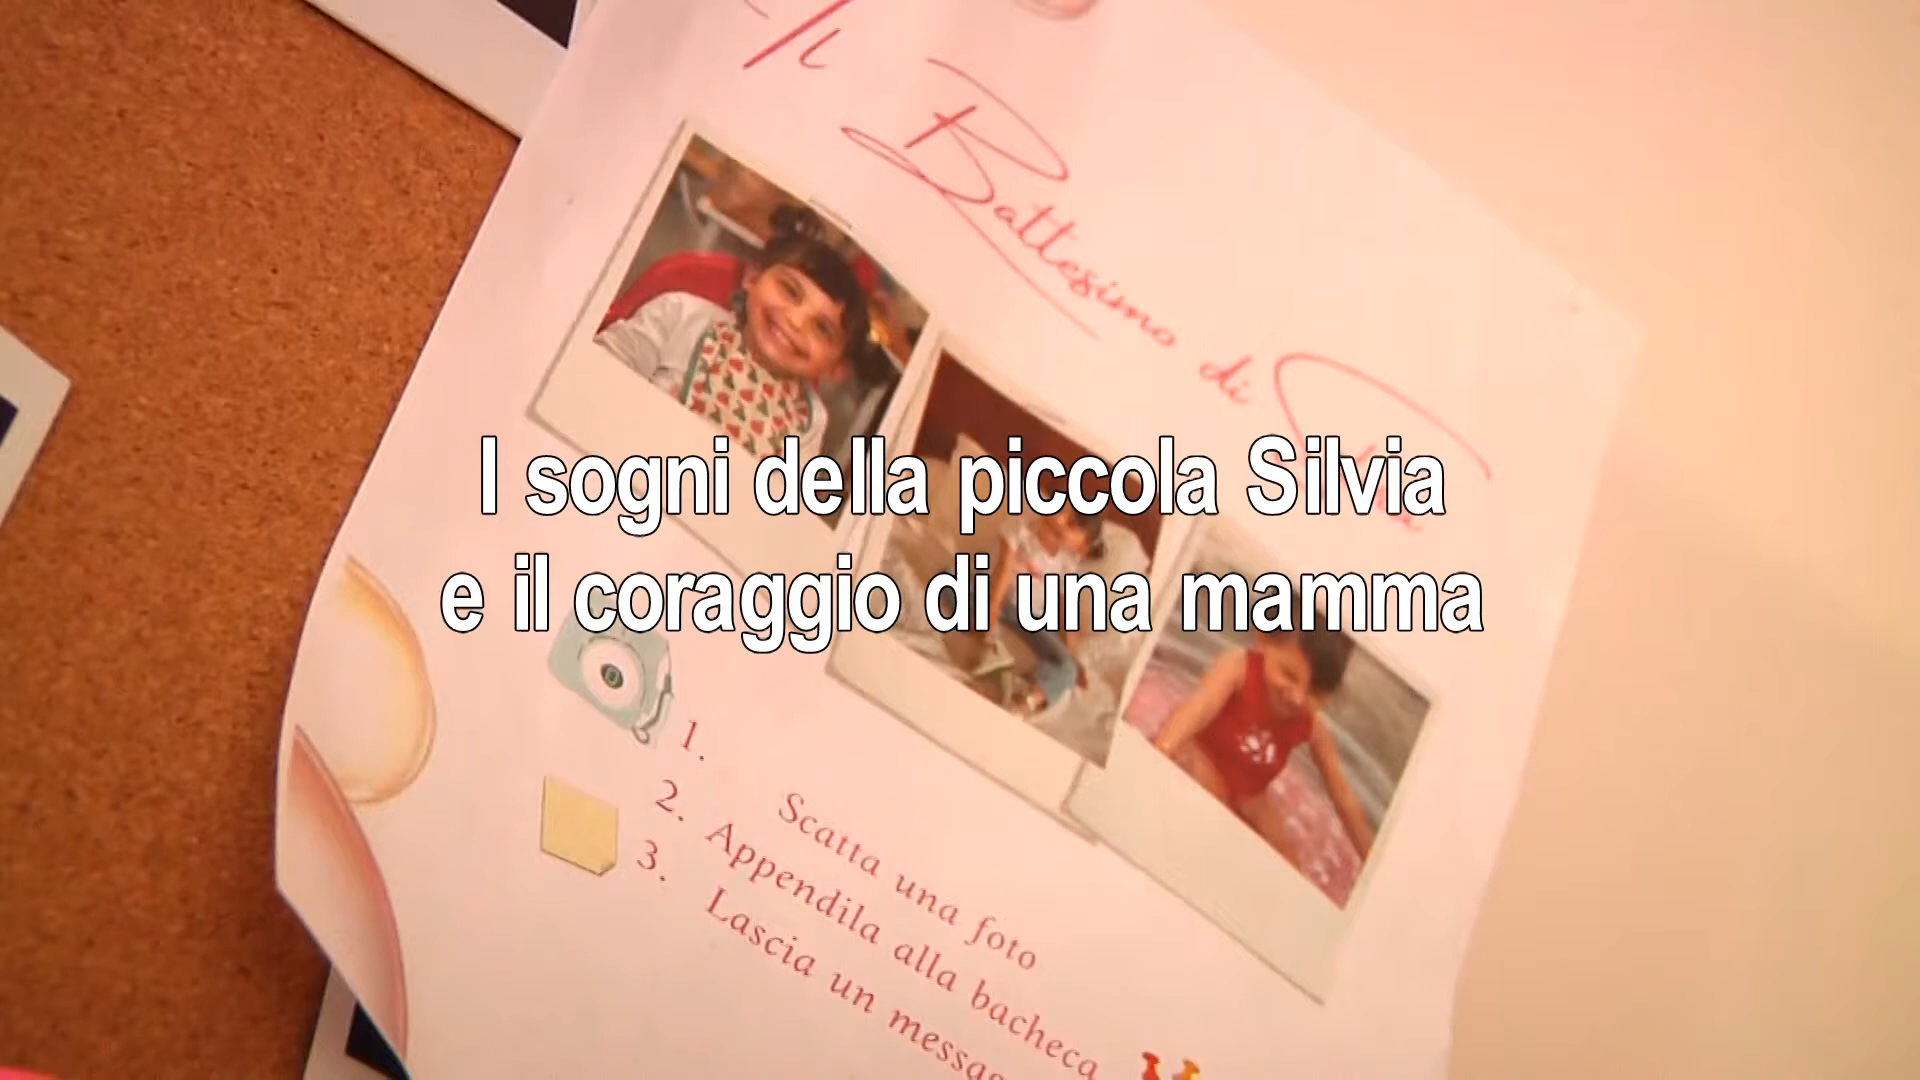 Il Battesimo di Silvia
I sogni della piccola Silvia
e il coraggio di una mamma
1. Scatta una foto
2. Appendila alla bacheca
3. Lascia un